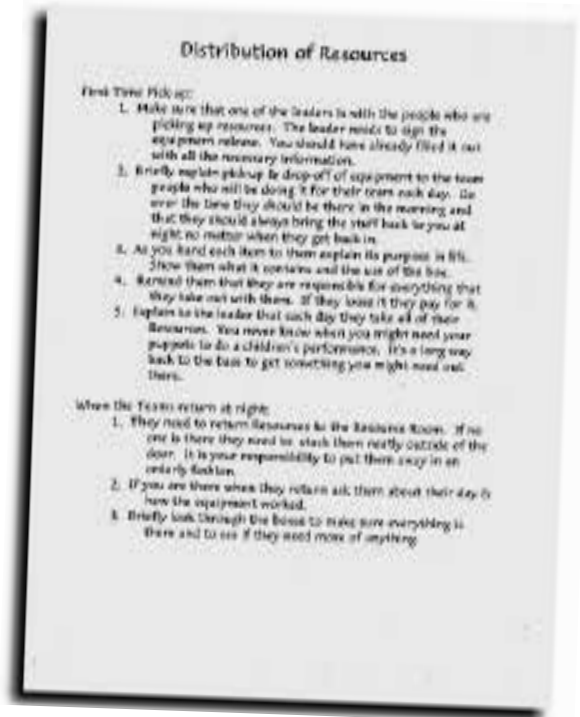 Distribution of Resources
First Time Pick up:
1. Make sure that one of the leaders is with the people who are
picking up resources. The leader needs to sign the
equipment release. You should have already filled it out
with all the necessary information.
2. Briefly explain pick-up & drop-off of equipment to the team
people who will be doing it for their team each day. Go
over the time they should be there in the morning and
that they should always bring the stuff back to you at
night no matter when they get back in.
3. As you hand each item to them explain its purpose in life.
Show them what it contains and the use of the box.
4. Remind them that they are responsible for everything that
they take out with them. If they loose it they pay for it.
5. Explain to the leader that each day they take all of their
Resources. You never know when you might need your
puppets to do a children's performance. It's a long way
back to the base to get something you might need out
there.
When the Teams return at night:
1. They need to return Resources to the Resource Room. If no
one is there they need to stack them neatly outside of the
door. It is your responsibility to put them away in an
orderly fashion.
2. If you are there when they return ask them about their day &
how the equipment worked.
3. Briefly look through the boxes to make sure everything is
there and to see if they need more of anything.